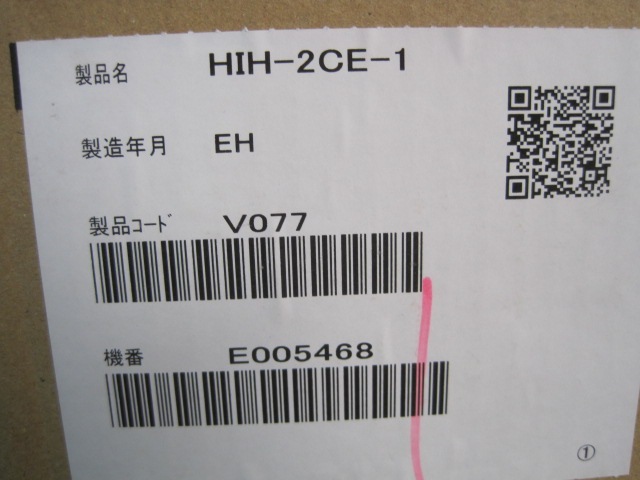 製品名 HIH-2CE-1
製造年月 EH
製品ｺｰﾄﾞ V077
機番 E005468
①